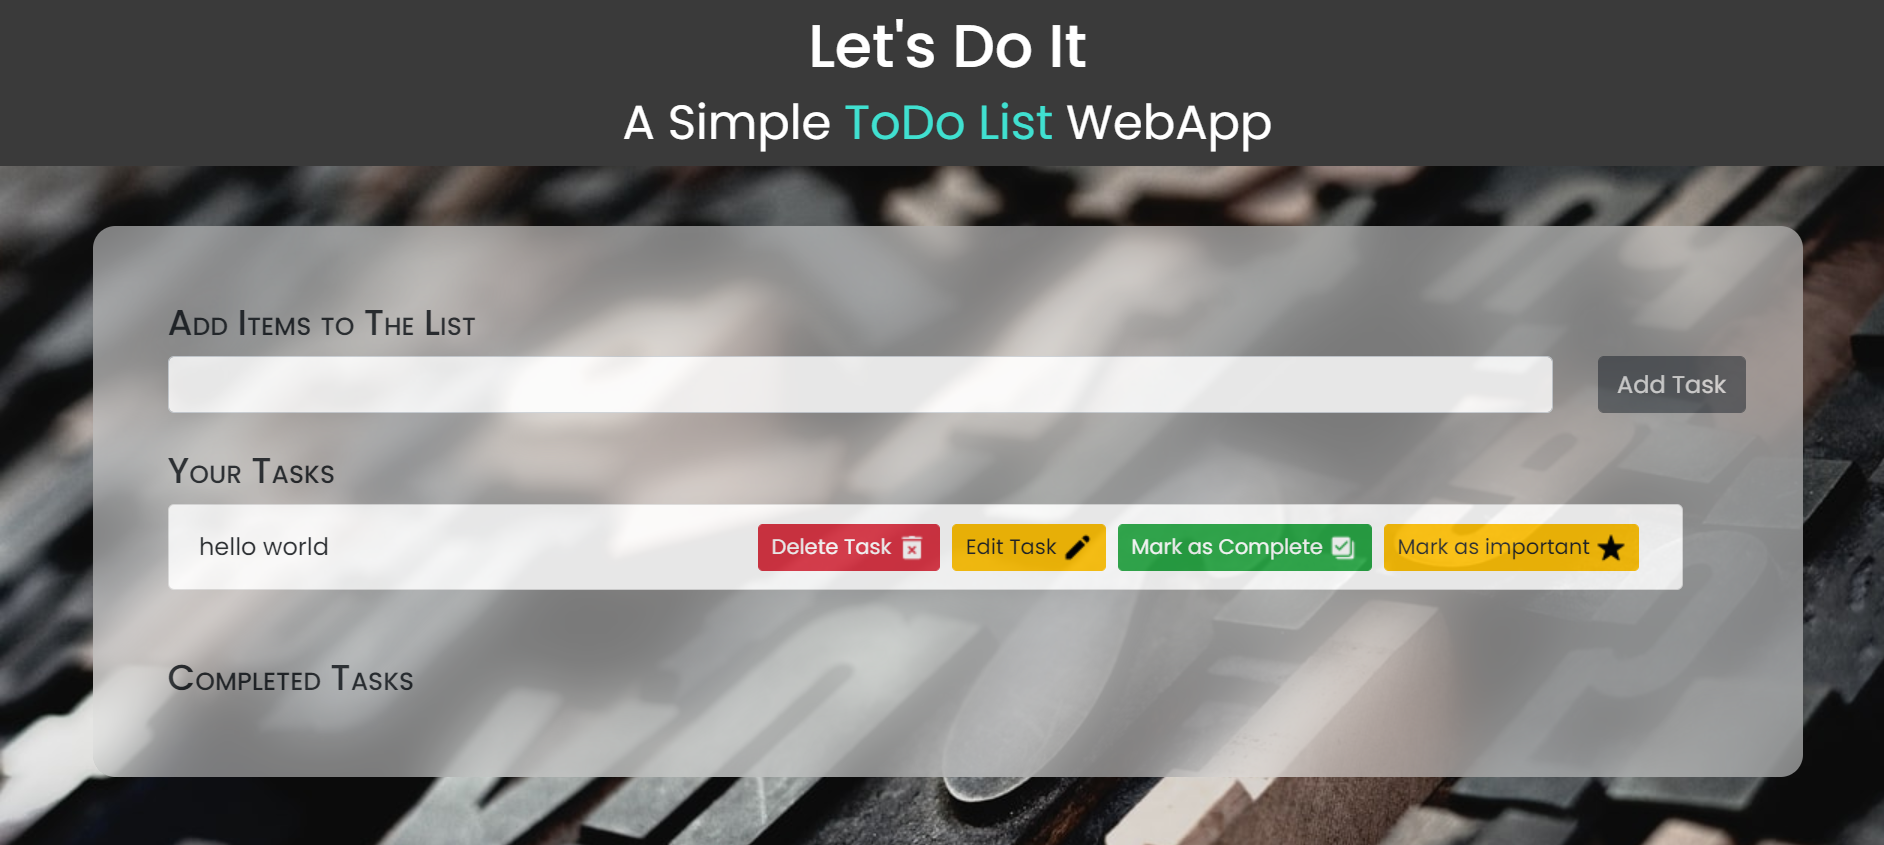 Let's Do It
A Simple ToDo List WebApp
Add Items to The List
Add Task
Your Tasks
hello world Delete Task Edit Task Mark as Complete Mark as important
Completed Tasks